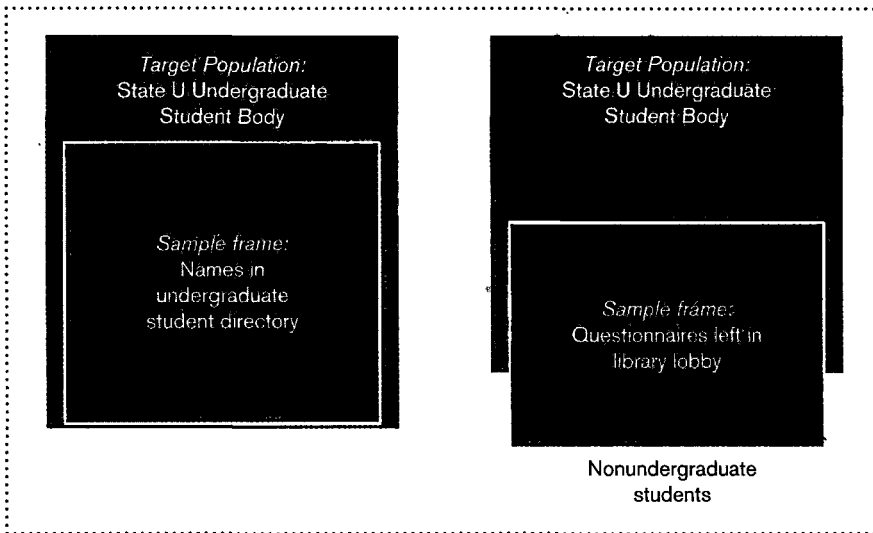 Target Population:
State U Undergraduate
Student Body
Sample frame:
Names in
undergraduate
student directory
Target Population:
State U Undergraduate
Student Body
Sample frame:
Questionnaires left in
library lobby
Nonundergraduate
students